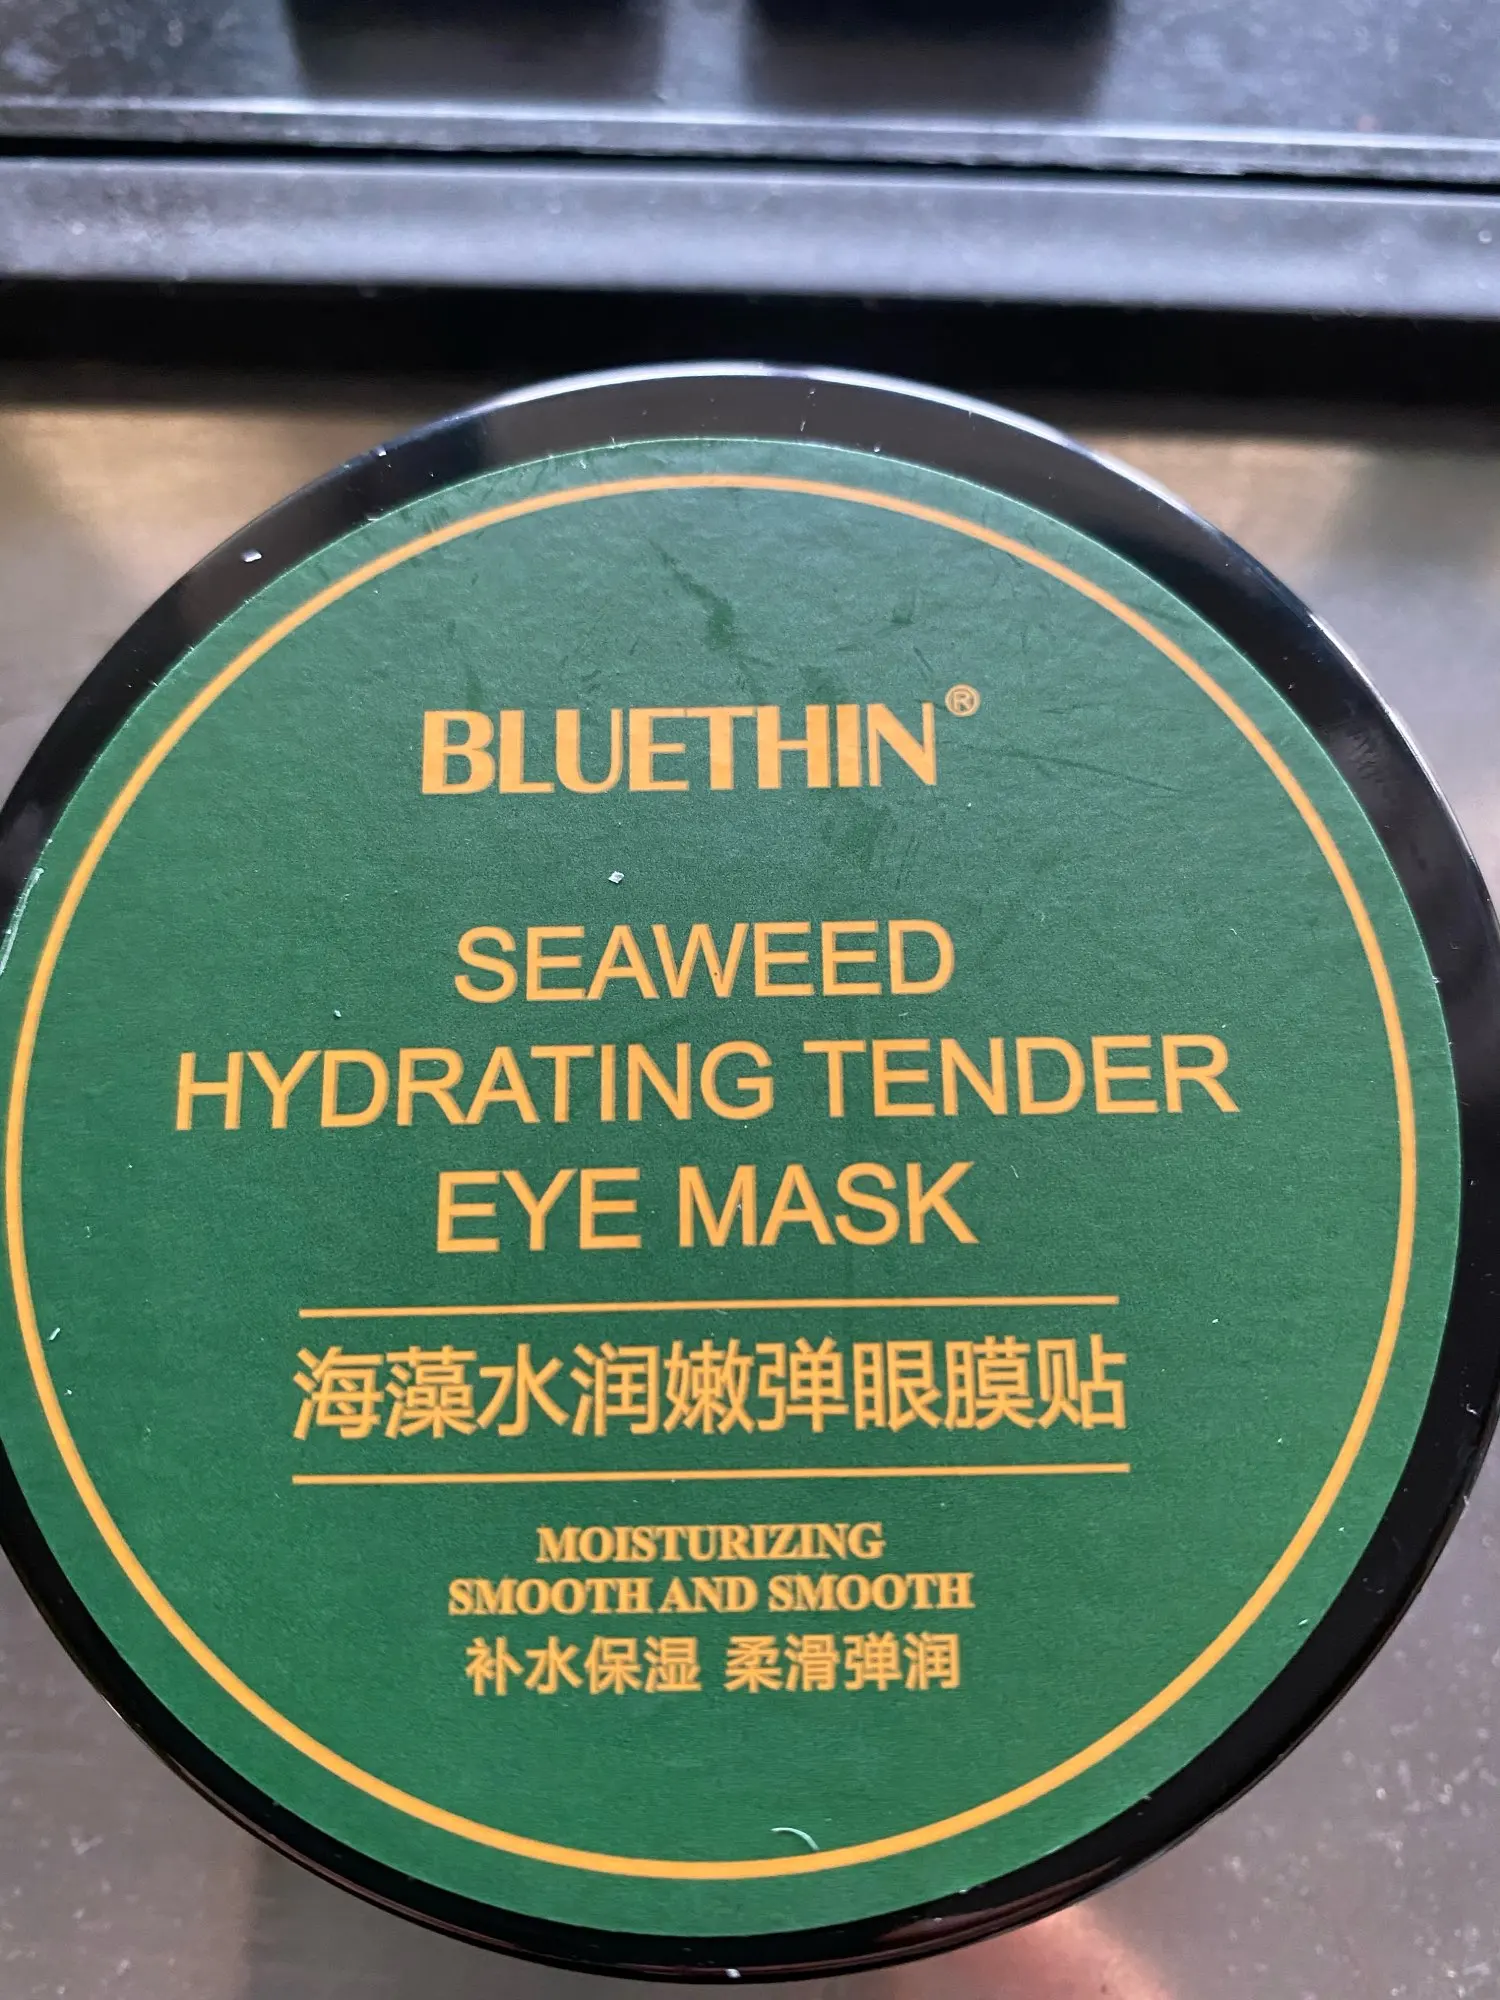 BLUETHIN®
SEAWEED
HYDRATING TENDER
EYE MASK
海藻水润嫩弹眼膜贴
MOISTURIZING
SMOOTH AND SMOOTH
补水保湿 柔滑弹润